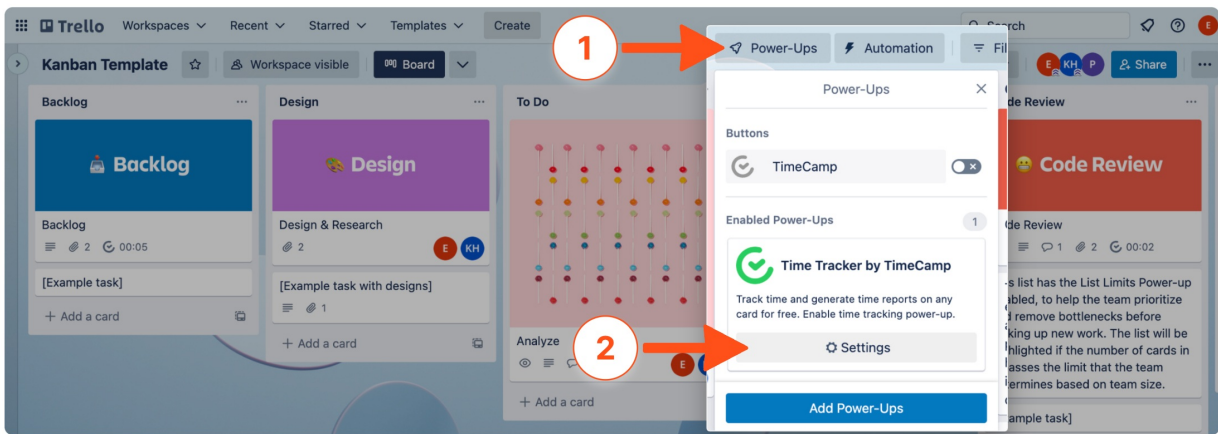 Trello Workspaces Recent Starred Templates Create Search
1
Power-Ups Automation Fil
Kanban Template Workspace visible Board E KH P Share
Power-Ups
Backlog
Design
To Do
Code Review
Buttons
TimeCamp
Backlog
Design
Code Review
Enabled Power-Ups 1
Backlog
2 00:05
Design & Research
2 E KH
Code Review
1 2 00:02
Time Tracker by TimeCamp
Track time and generate time reports on any
card for free. Enable time tracking power-up.
[Example task]
+ Add a card
[Example task with designs]
1
+ Add a card
Analyze
E
+ Add a card
2
Settings
Add Power-Ups
s list has the List Limits Power-up
abled, to help the team prioritize
d remove bottlenecks before
king up new work. The list will be
hlighted if the number of cards in
asses the limit that the team
ermines based on team size.
ample task]